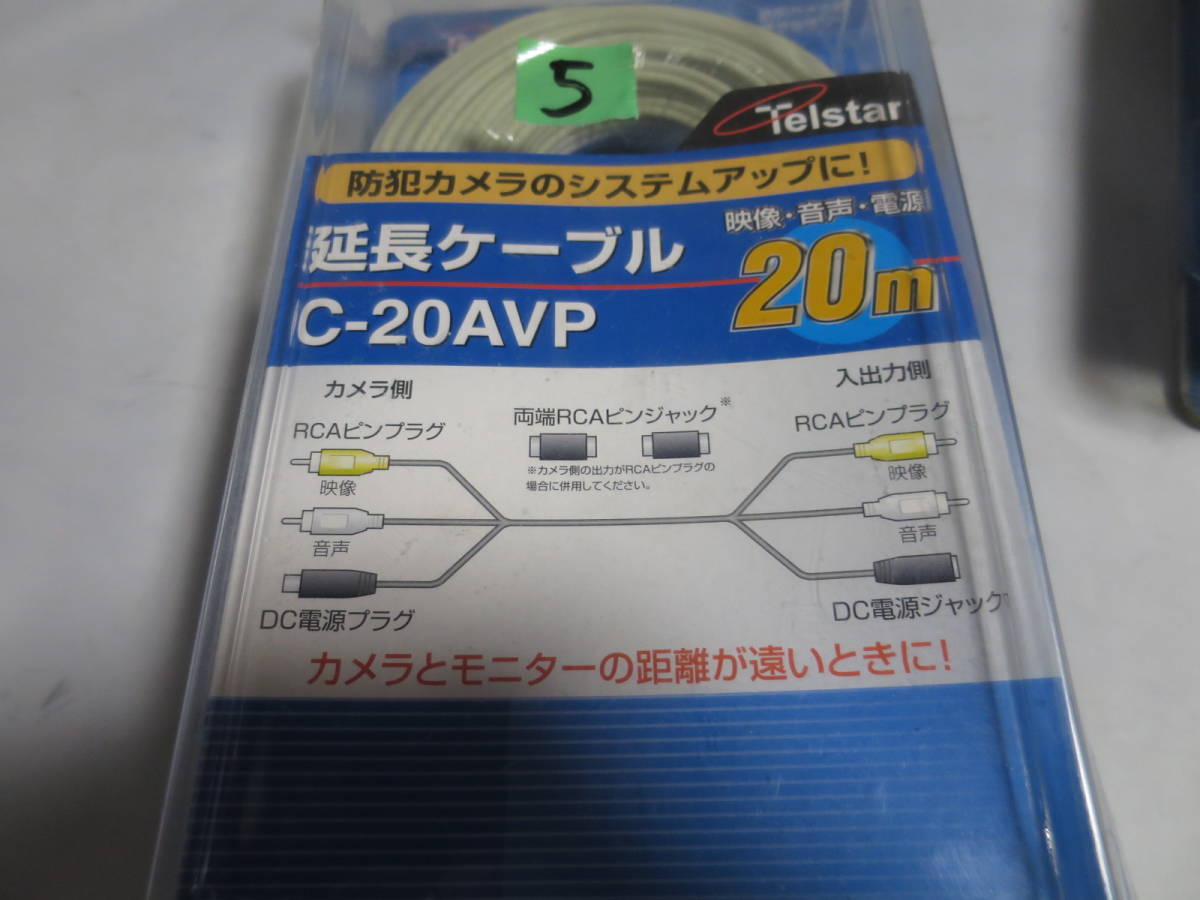 5
Telstar
防犯カメラのシステムアップに!
映像・音声・電源
延長ケーブル
20m
C-20AVP
カメラ側
入出力側
両端RCAピンジャック※
RCAピンプラグ
RCAピンプラグ
※カメラ側の出力がRCAピンプラグの
場合に併用してください。
映像
映像
音声
音声
DC電源プラグ
DC電源ジャック
カメラとモニターの距離が遠いときに!